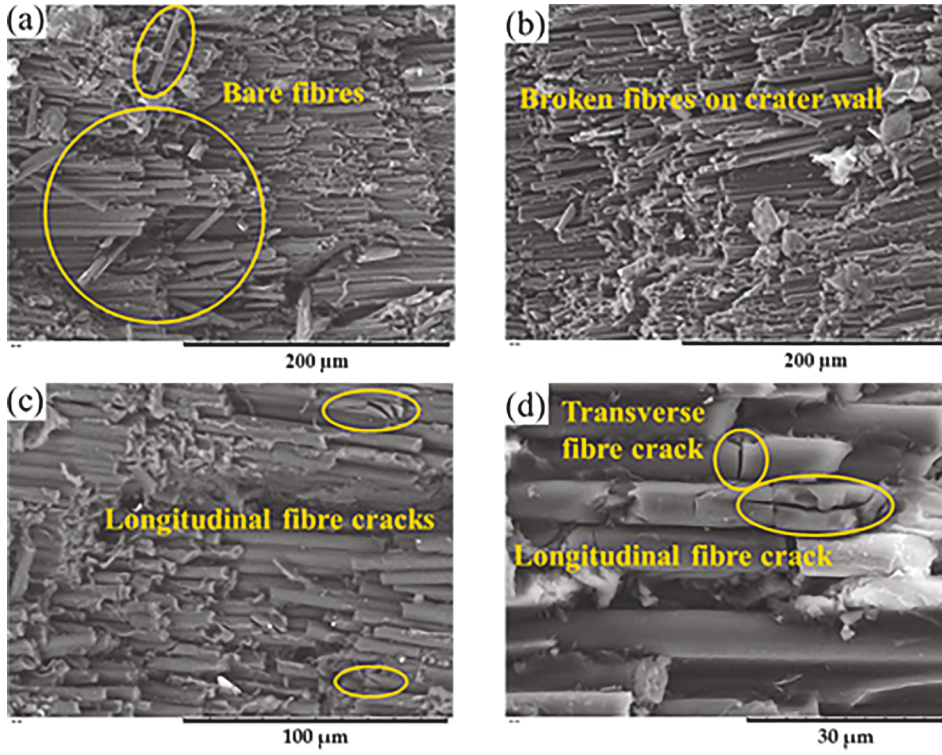 (a)
Bare fibres
200 µm
(b)
Broken fibres on crater wall
200 µm
(c)
Longitudinal fibre cracks
100 µm
(d)
Transverse
fibre crack
Longitudinal fibre crack
30 µm